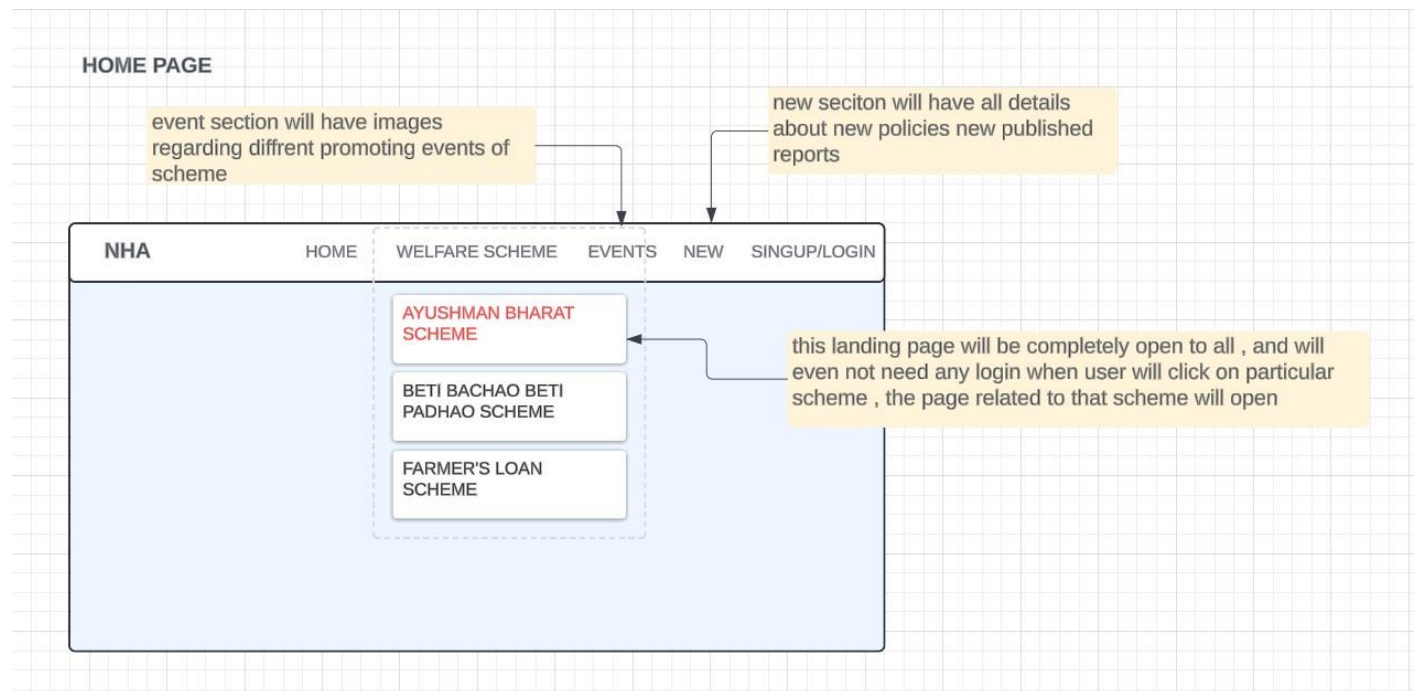 HOME PAGE
event section will have images
regarding diffrent promoting events of
scheme
new seciton will have all details
about new policies new published
reports
NHA
HOME
WELFARE SCHEME
EVENTS
NEW
SINGUP/LOGIN
AYUSHMAN BHARAT
SCHEME
this landing page will be completely open to all , and will
even not need any login when user will click on particular
scheme , the page related to that scheme will open
BETI BACHAO BETI
PADHAO SCHEME
FARMER'S LOAN
SCHEME